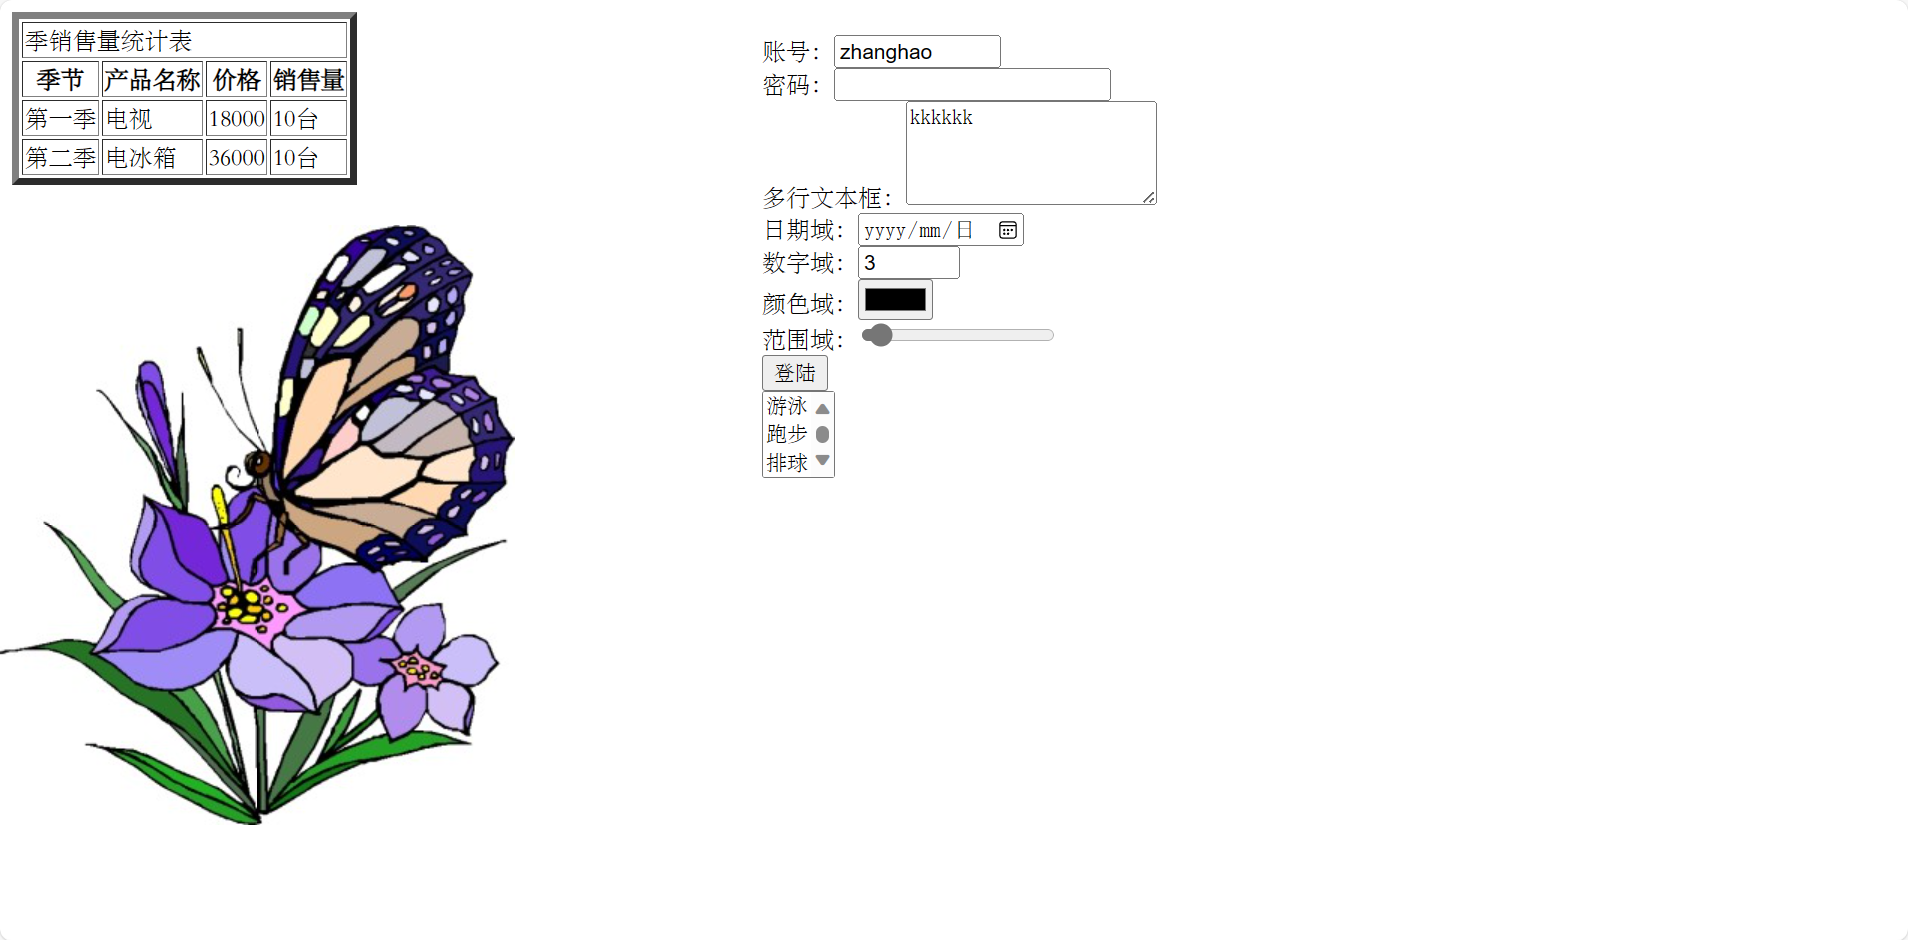 季销售量统计表
季节 产品名称 价格 销售量
第一季 电视 18000 10台
第二季 电冰箱 36000 10台
账号： zhanghao
密码：
kkkkkk
多行文本框：
日期域： yyyy/mm/日
数字域： 3
颜色域：
范围域：
登陆
游泳
跑步
排球